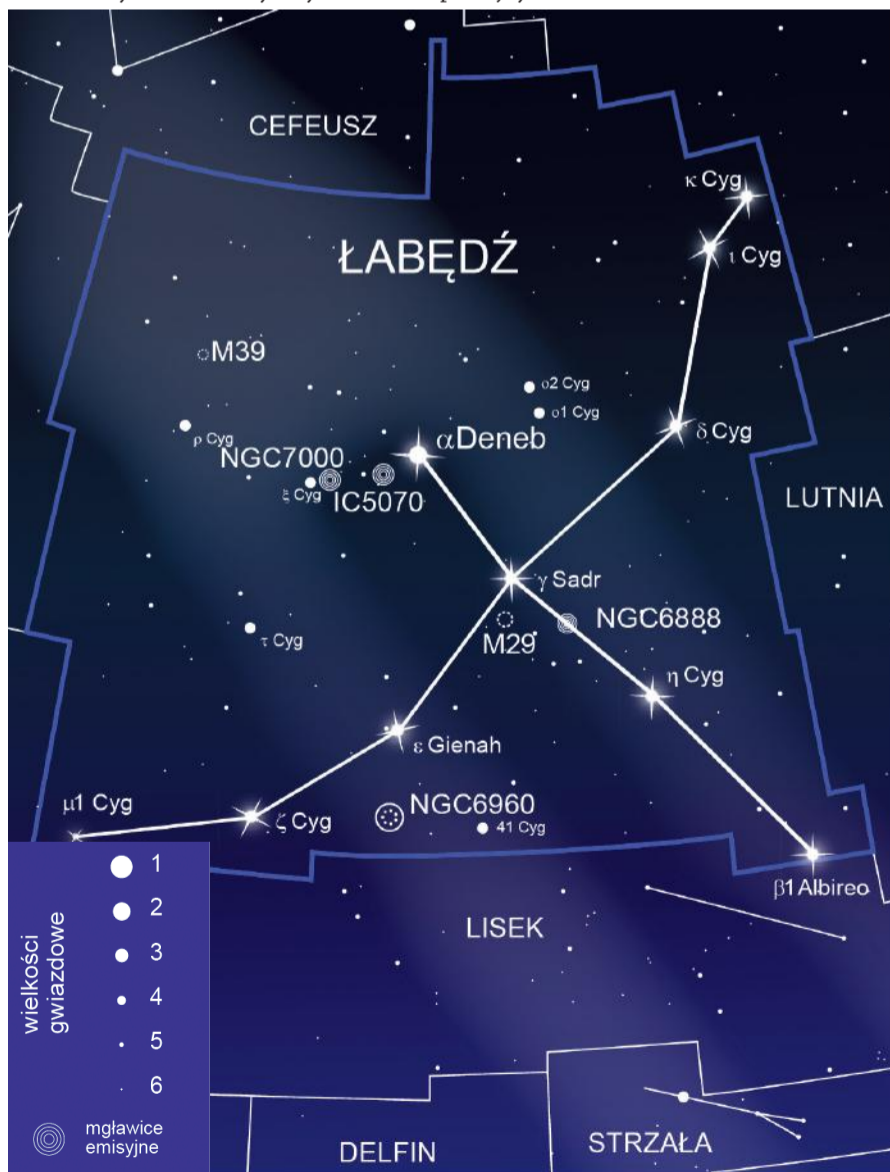 CEFEUSZ
κ Cyg
ι Cyg
ŁABĘDŹ
M39
ο2 Cyg
ο1 Cyg
ρ Cyg
αDeneb
δ Cyg
NGC7000
ξ Cyg
IC5070
LUTNIA
γ Sadr
NGC6888
M29
τ Cyg
η Cyg
ε Gienah
μ1 Cyg
NGC6960
ζ Cyg
41 Cyg
β1 Albireo
LISEK
wielkości
gwiazdowe
1
2
3
4
5
6
mgławice
emisyjne
DELFIN
STRZAŁA